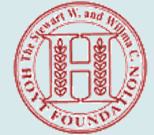 The Stewart W. and Willma C.
HOYT FOUNDATION
H